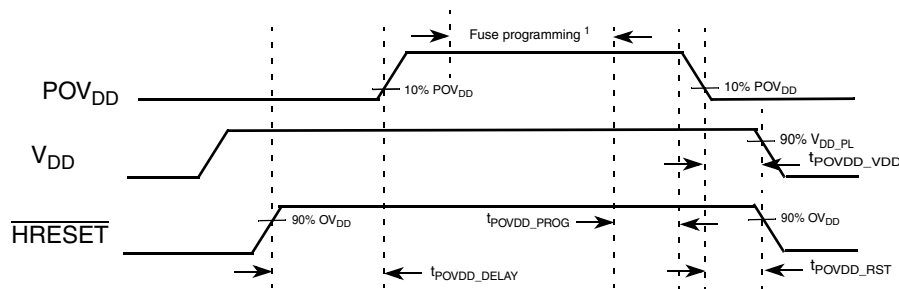 Fuse programming 1
POVDD
10% POVDD
10% POVDD
VDD
90% VDD_PL
tPOVDD_VDD
HRESET
90% OVDD
tPOVDD_PROG
90% OVDD
tPOVDD_DELAY
tPOVDD_RST